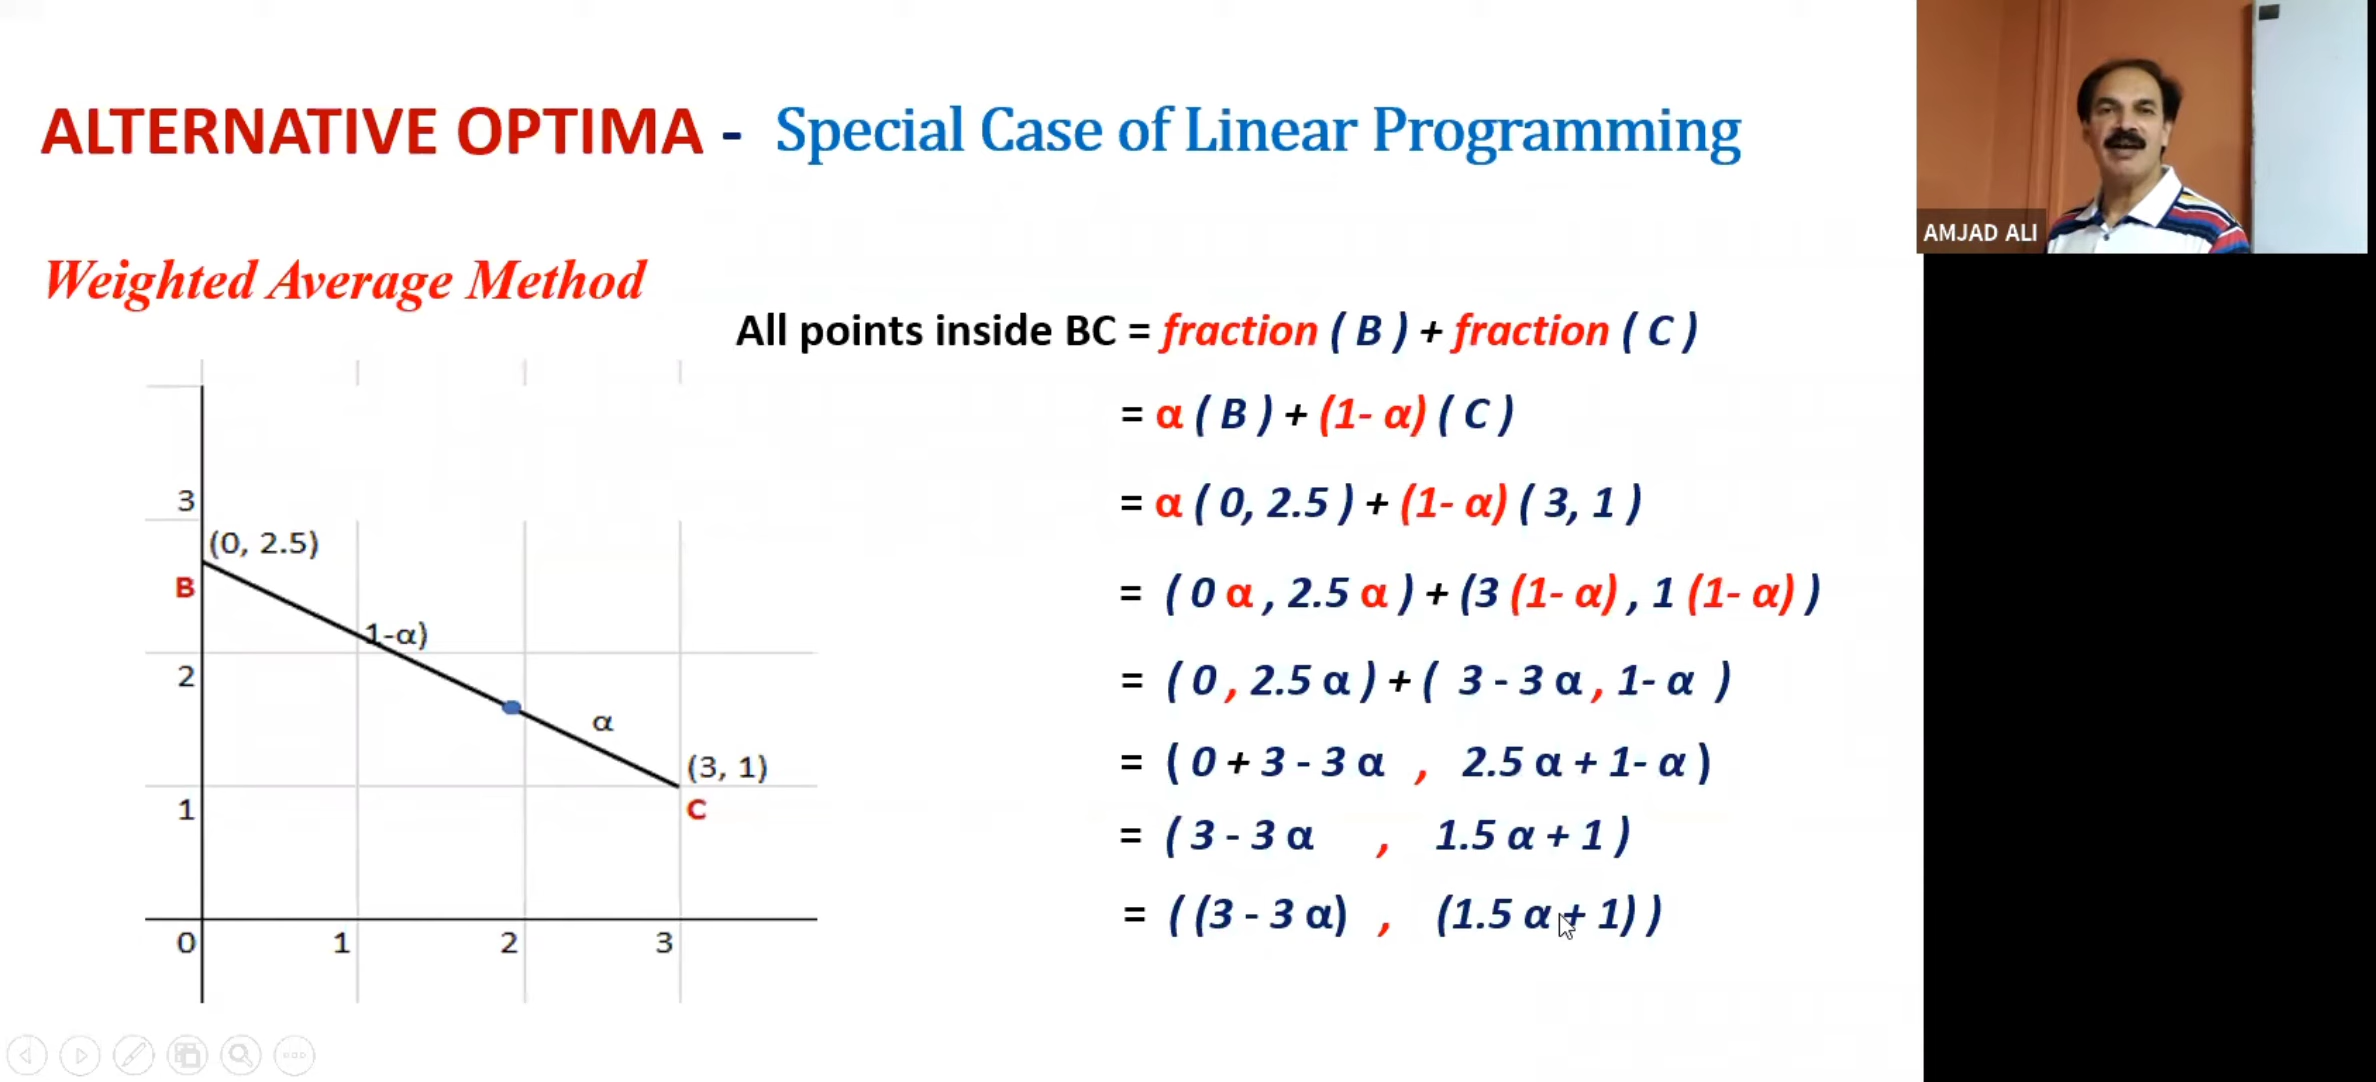 ALTERNATIVE OPTIMA - Special Case of Linear Programming
AMJAD ALI
Weighted Average Method
All points inside BC = fraction ( B ) + fraction ( C )
= α ( B ) + (1- α) ( C )
= α ( 0, 2.5 ) + (1- α) ( 3, 1 )
= ( 0 α , 2.5 α ) + (3 (1- α) , 1 (1- α) )
= ( 0 , 2.5 α ) + ( 3 - 3 α , 1- α )
= ( 0 + 3 - 3 α , 2.5 α + 1- α )
= ( 3 - 3 α , 1.5 α + 1 )
= ( (3 - 3 α) , (1.5 α + 1) )
3
(0, 2.5)
B
1-α)
2
α
(3, 1)
1
C
0 1 2 3